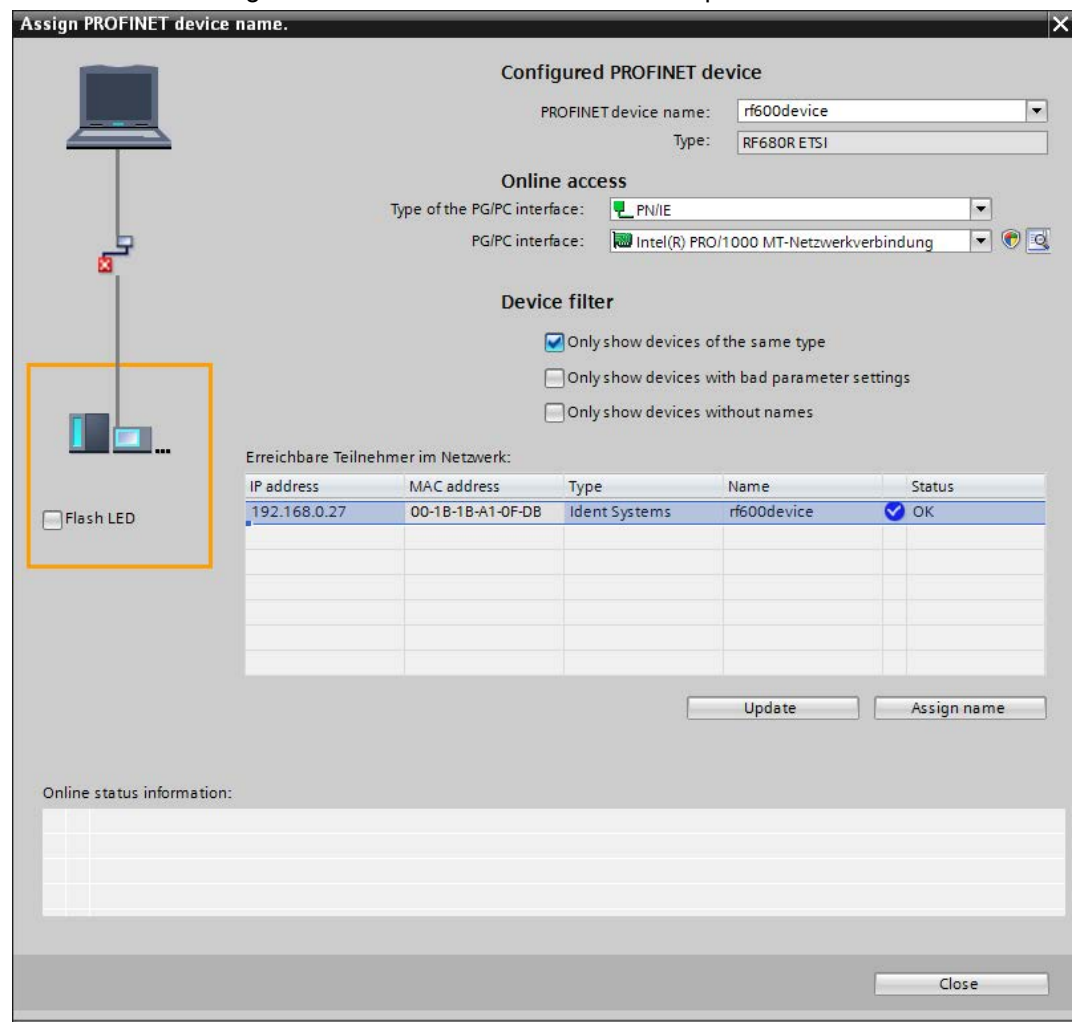 Assign PROFINET device name.
Configured PROFINET device
PROFINET device name: rf600device
Type: RF680R ETSI
Online access
Type of the PG/PC interface: PN/IE
PG/PC interface: Intel(R) PRO/1000 MT-Netzwerkverbindung
Device filter
Only show devices of the same type
Only show devices with bad parameter settings
Only show devices without names
Flash LED
Erreichbare Teilnehmer im Netzwerk:
IP address MAC address Type Name Status
192.168.0.27 00-1B-1B-A1-0F-DB Ident Systems rf600device OK
Update Assign name
Online status information:
Close